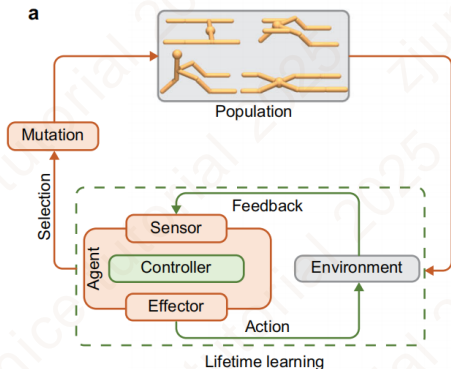 a
Population
Mutation
Selection
Feedback
Sensor
Agent
Controller
Environment
Effector
Action
Lifetime learning